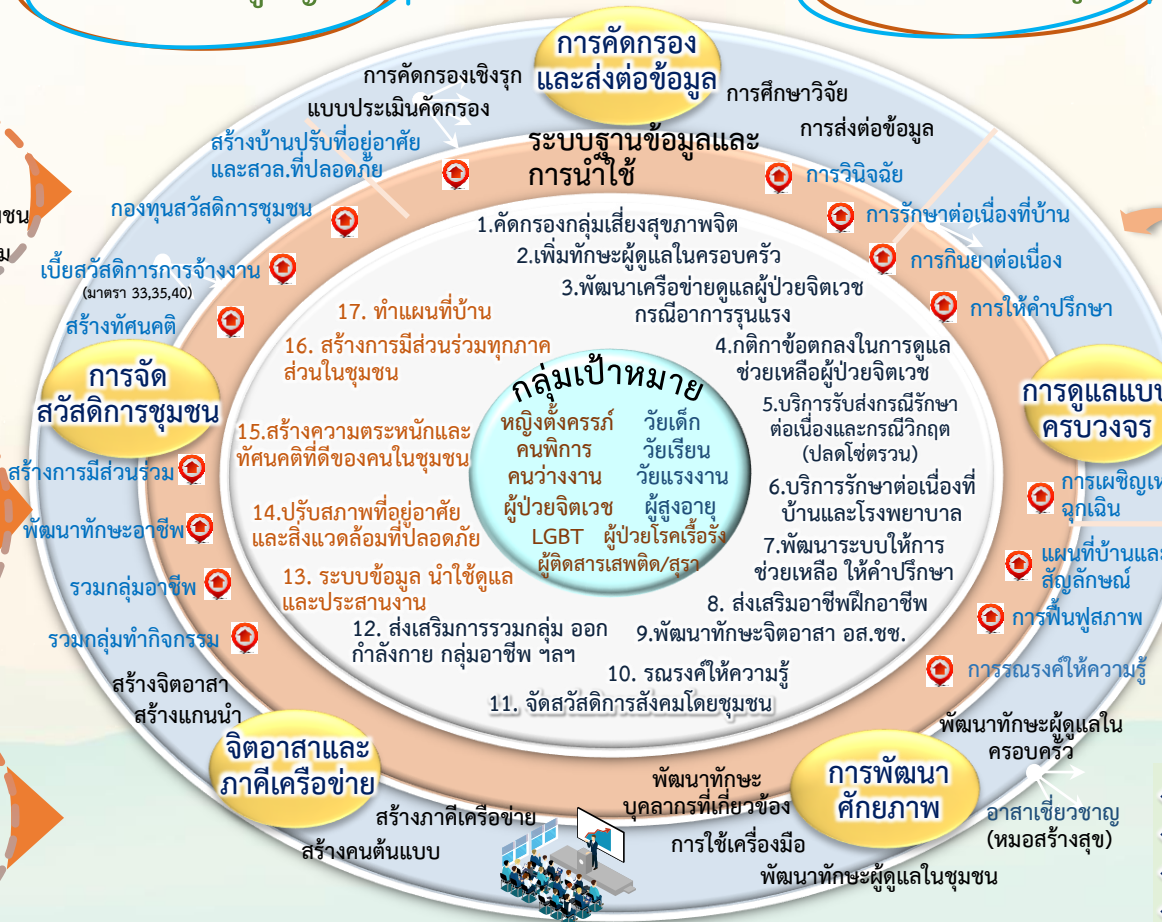 การคัดกรอง
และส่งต่อข้อมูล
การคัดกรองเชิงรุก
แบบประเมินคัดกรอง
การศึกษาวิจัย
การส่งต่อข้อมูล
ระบบฐานข้อมูลและ
การนำใช้
สร้างบ้านปรับที่อยู่อาศัย
และสวล.ที่ปลอดภัย
กองทุนสวัสดิการชุมชน
เบี้ยสวัสดิการการจ้างงาน
(มาตรา 33,35,40)
สร้างทัศนคติ
การวินิจฉัย
การรักษาต่อเนื่องที่บ้าน
การกินยาต่อเนื่อง
การให้คำปรึกษา
การจัด
สวัสดิการชุมชน
สร้างการมีส่วนร่วม
พัฒนาทักษะอาชีพ
รวมกลุ่มอาชีพ
รวมกลุ่มทำกิจกรรม
การดูแลแบบ
ครบวงจร
การเผชิญเห
ฉุกเฉิน
แผนที่บ้านและ
สัญลักษณ์
การฟื้นฟูสภาพ
การรณรงค์ให้ความรู้
1.คัดกรองกลุ่มเสี่ยงสุขภาพจิต
2.เพิ่มทักษะผู้ดูแลในครอบครัว
3.พัฒนาเครือข่ายดูแลผู้ป่วยจิตเวช
กรณีอาการรุนแรง
4.กติกาข้อตกลงในการดูแล
ช่วยเหลือผู้ป่วยจิตเวช
5.บริการรับส่งกรณีรักษา
ต่อเนื่องและกรณีวิกฤต
(ปลดโซ่ตรวน)
6.บริการรักษาต่อเนื่องที่
บ้านและโรงพยาบาล
7.พัฒนาระบบให้การ
ช่วยเหลือ ให้คำปรึกษา
8. ส่งเสริมอาชีพฝึกอาชีพ
9.พัฒนาทักษะจิตอาสา อส.ชช.
10. รณรงค์ให้ความรู้
11. จัดสวัสดิการสังคมโดยชุมชน
12. ส่งเสริมการรวมกลุ่ม ออก
กำลังกาย กลุ่มอาชีพ ฯลฯ
13. ระบบข้อมูล นำใช้ดูแล
และประสานงาน
14.ปรับสภาพที่อยู่อาศัย
และสิ่งแวดล้อมที่ปลอดภัย
15.สร้างความตระหนักและ
ทัศนคติที่ดีของคนในชุมชน
16. สร้างการมีส่วนร่วมทุกภาค
ส่วนในชุมชน
17. ทำแผนที่บ้าน
กลุ่มเป้าหมาย
หญิงตั้งครรภ์ วัยเด็ก
คนพิการ วัยเรียน
คนว่างงาน วัยแรงงาน
ผู้ป่วยจิตเวช ผู้สูงอายุ
LGBT ผู้ป่วยโรคเรื้อรัง
ผู้ติดสารเสพติด/สุรา
สร้างจิตอาสา
สร้างแกนนำ
จิตอาสาและ
ภาคีเครือข่าย
สร้างภาคีเครือข่าย
สร้างคนต้นแบบ
พัฒนาทักษะ
บุคลากรที่เกี่ยวข้อง
การใช้เครื่องมือ
พัฒนาทักษะผู้ดูแลในชุมชน
การพัฒนา
ศักยภาพ
พัฒนาทักษะผู้ดูแลใน
ครอบครัว
อาสาเชี่ยวชาญ
(หมอสร้างสุข)